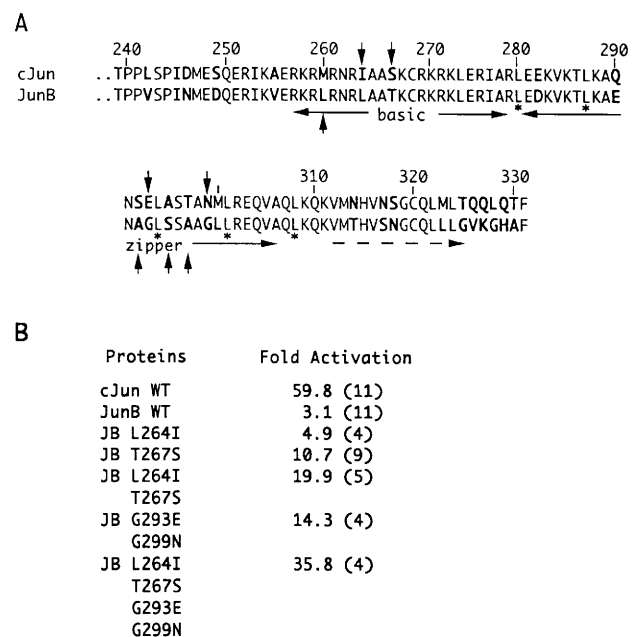 A
240 250 260 270 280 290
cJun ..TPPLSPIDMESQERIKAERKRMRNRIAASKCRKRKLERIARLEEKVKTLKAQ
JunB TPPVSPINMEDQERIKVERKRLRNRLAATKCRKRKLERIARLEDKVKTLKAE
* *
basic
310 320 330
NSELASTANMLREQVAQLKQKVMNHVNSGCQLMLTQQLQTF
NAGLSSAAGLLREQVAQLKQKVMTHVSNGCQLLLGVKGHAF
* * *
zipper
B
Proteins Fold Activation
cJun WT 59.8 (11)
JunB WT 3.1 (11)
JB L264I 4.9 (4)
JB T267S 10.7 (9)
JB L264I 19.9 (5)
T267S
JB G293E 14.3 (4)
G299N
JB L264I 35.8 (4)
T267S
G293E
G299N